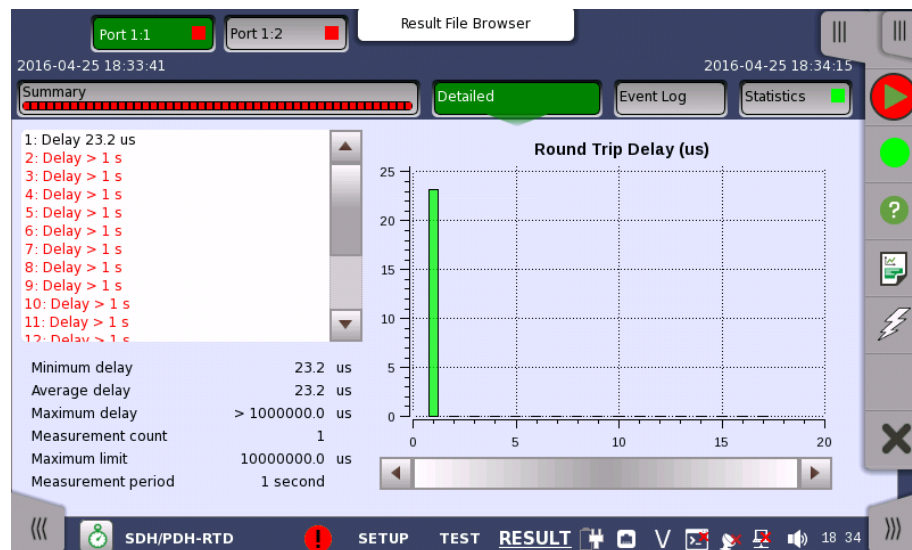 Result File Browser
Port 1:1
Port 1:2
2016-04-25 18:33:41
2016-04-25 18:34:15
Summary
Detailed
Event Log
Statistics
1: Delay 23.2 us
2: Delay > 1 s
3: Delay > 1 s
4: Delay > 1 s
5: Delay > 1 s
6: Delay > 1 s
7: Delay > 1 s
8: Delay > 1 s
9: Delay > 1 s
10: Delay > 1 s
11: Delay > 1 s
12: Delay > 1 s
Round Trip Delay (us)
25
20
15
10
5
0
0 5 10 15 20
Minimum delay 23.2 us
Average delay 23.2 us
Maximum delay > 1000000.0 us
Measurement count 1
Maximum limit 10000000.0 us
Measurement period 1 second
SDH/PDH-RTD ! SETUP TEST RESULT V 18 34
?